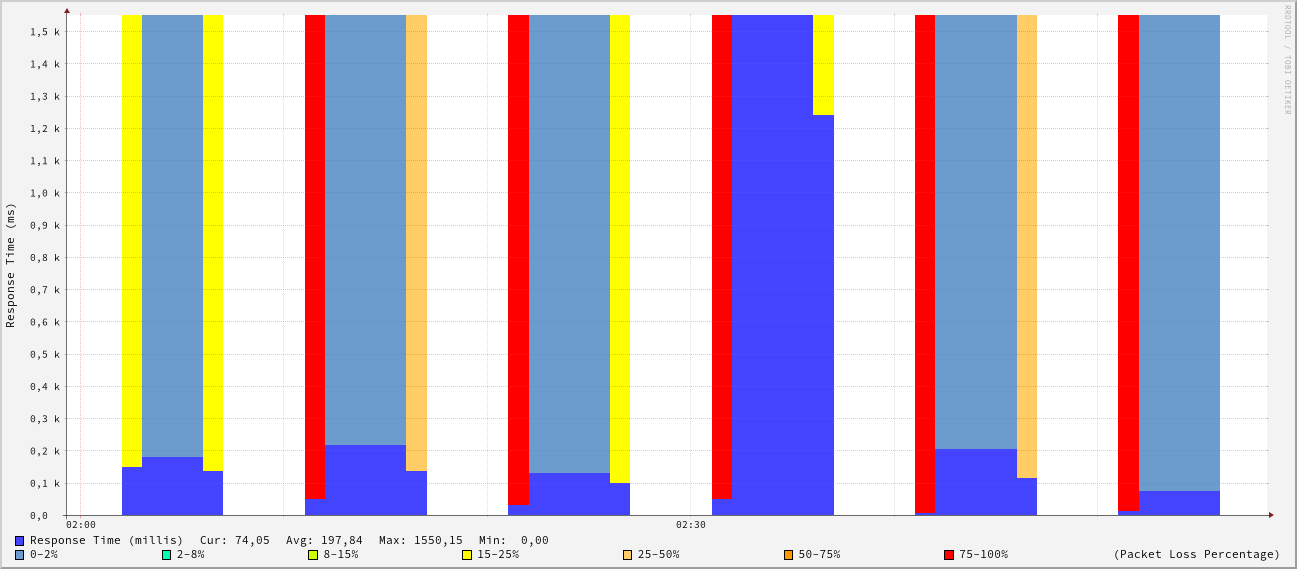 RRDTOOL / TOBI OETIKER
Response Time (ms)
1,5 k
1,4 k
1,3 k
1,2 k
1,1 k
1,0 k
0,9 k
0,8 k
0,7 k
0,6 k
0,5 k
0,4 k
0,3 k
0,2 k
0,1 k
0,0
02:00 02:30
Response Time (millis) Cur: 74,05 Avg: 197,84 Max: 1550,15 Min: 0,00
0-2% 2-8% 8-15% 15-25% 25-50% 50-75% 75-100% (Packet Loss Percentage)